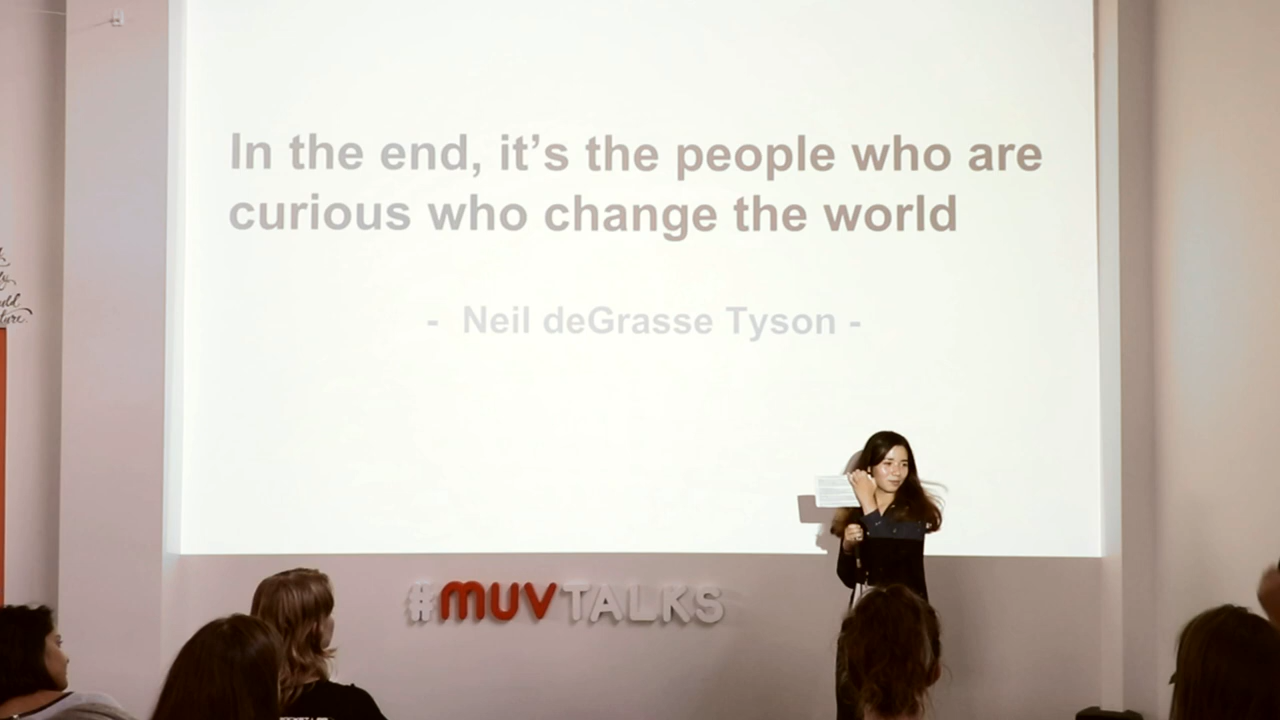 In the end, it’s the people who are
curious who change the world
- Neil deGrasse Tyson -
#MUVTALKS